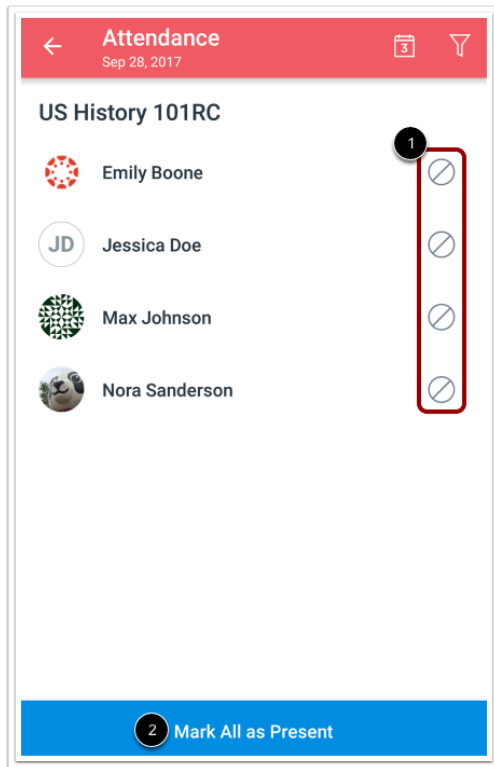 Attendance
Sep 28, 2017
3
US History 101RC
1
Emily Boone
JD
Jessica Doe
Max Johnson
Nora Sanderson
2 Mark All as Present